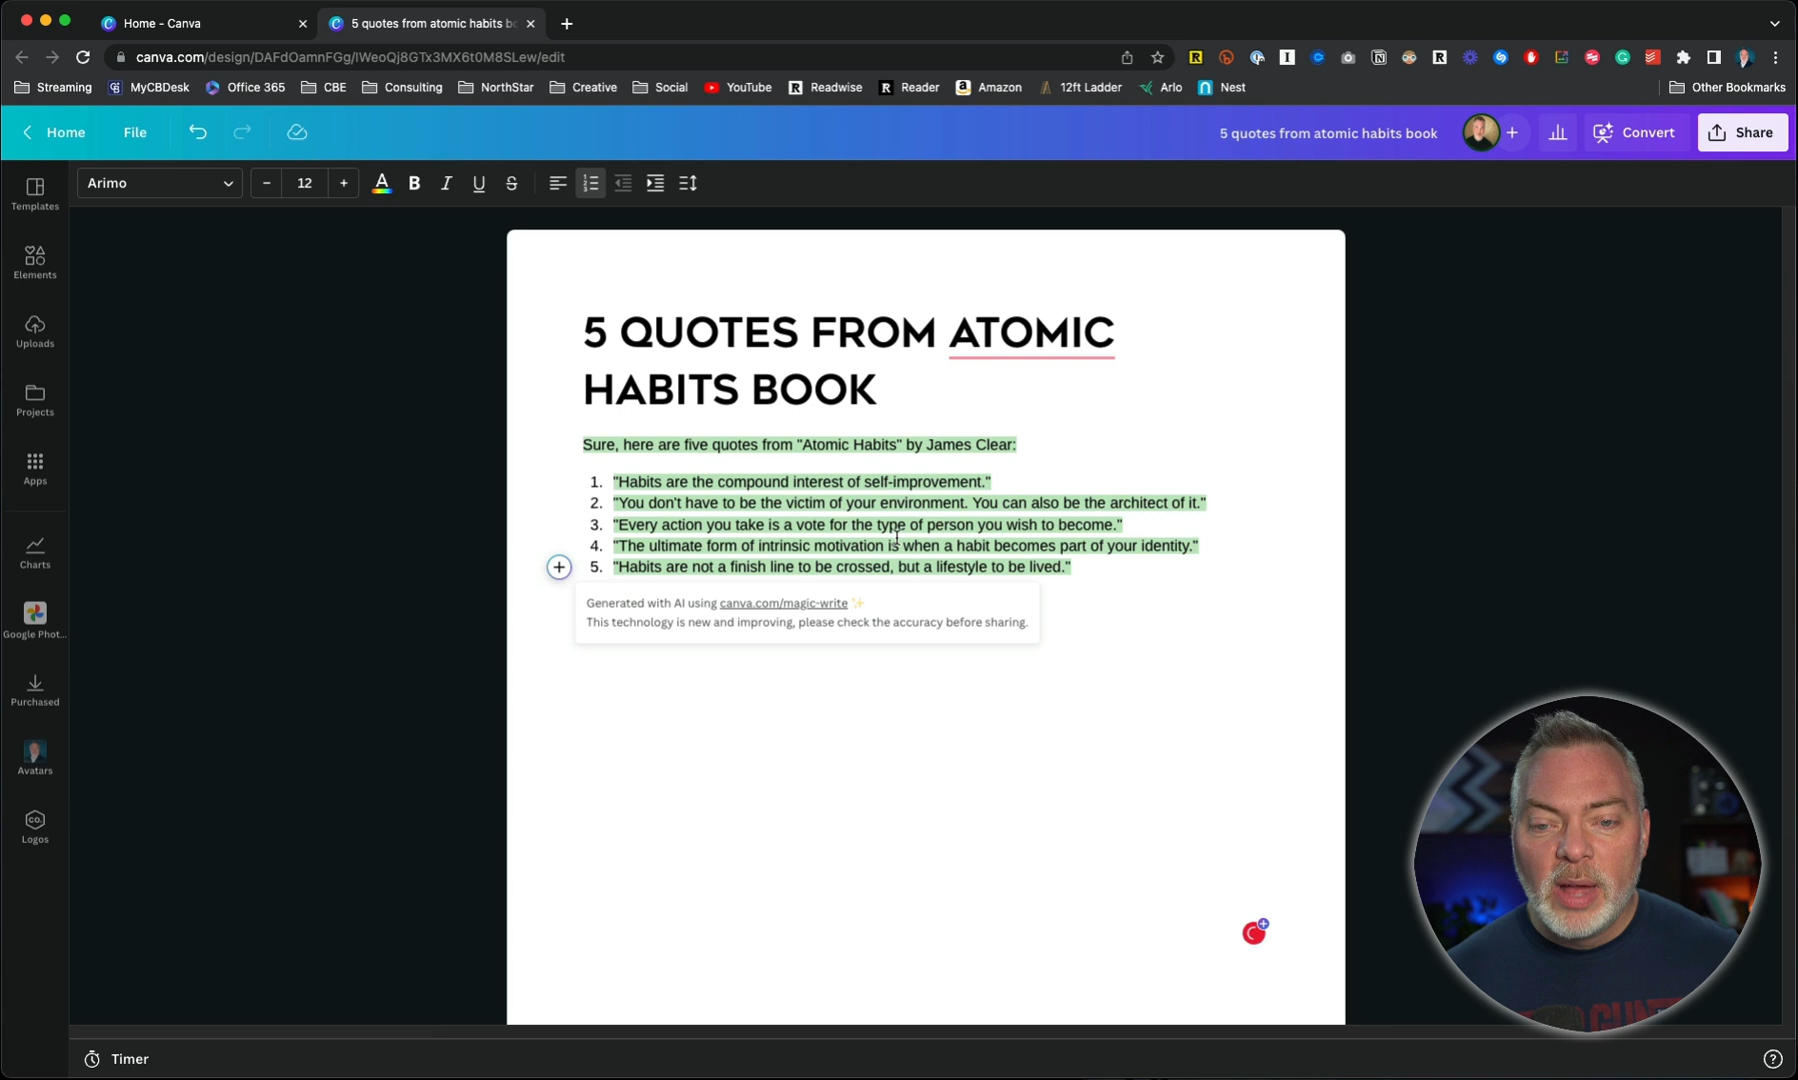 Home - Canva
5 quotes from atomic habits bo
canva.com/design/DAFdOamnFGg/lWeoQj8GTx3MX6t0M8SLew/edit
Streaming MyCBDesk Office 365 CBE Consulting NorthStar Creative Social YouTube Readwise Reader Amazon 12ft Ladder Arlo Nest Other Bookmarks
Home File 5 quotes from atomic habits book Convert Share
Arimo 12
Templates
Elements
Uploads
Projects
Apps
Charts
Google Phot...
Purchased
Avatars
Logos
5 QUOTES FROM ATOMIC
HABITS BOOK
Sure, here are five quotes from "Atomic Habits" by James Clear:
1. "Habits are the compound interest of self-improvement."
2. "You don't have to be the victim of your environment. You can also be the architect of it."
3. "Every action you take is a vote for the type of person you wish to become."
4. "The ultimate form of intrinsic motivation is when a habit becomes part of your identity."
5. "Habits are not a finish line to be crossed, but a lifestyle to be lived."
Generated with AI using canva.com/magic-write ✨
This technology is new and improving, please check the accuracy before sharing.
Timer